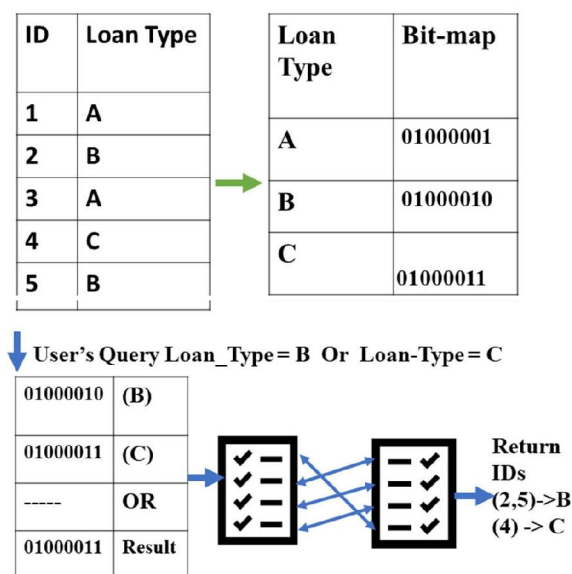 ID Loan Type
1 A
2 B
3 A
4 C
5 B
Loan Type Bit-map
A 01000001
B 01000010
C 01000011
User's Query Loan_Type = B Or Loan-Type = C
01000010 (B)
01000011 (C)
----- OR
01000011 Result
Return
IDs
(2,5)->B
(4) -> C